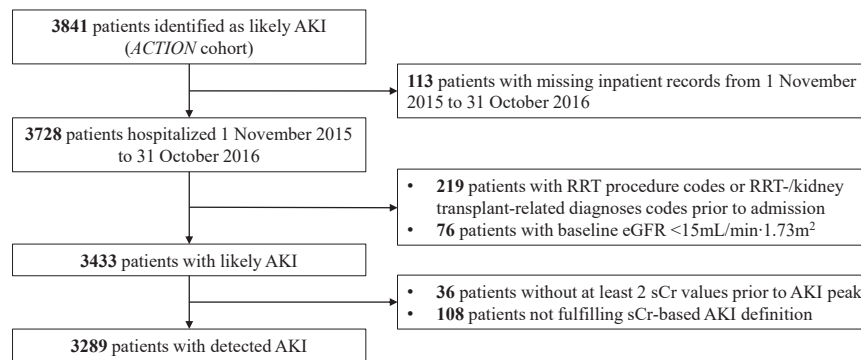 3841 patients identified as likely AKI
(ACTION cohort)
113 patients with missing inpatient records from 1 November
2015 to 31 October 2016
3728 patients hospitalized 1 November 2015
to 31 October 2016
• 219 patients with RRT procedure codes or RRT-/kidney
transplant-related diagnoses codes prior to admission
• 76 patients with baseline eGFR <15mL/min·1.73m²
3433 patients with likely AKI
• 36 patients without at least 2 sCr values prior to AKI peak
• 108 patients not fulfilling sCr-based AKI definition
3289 patients with detected AKI